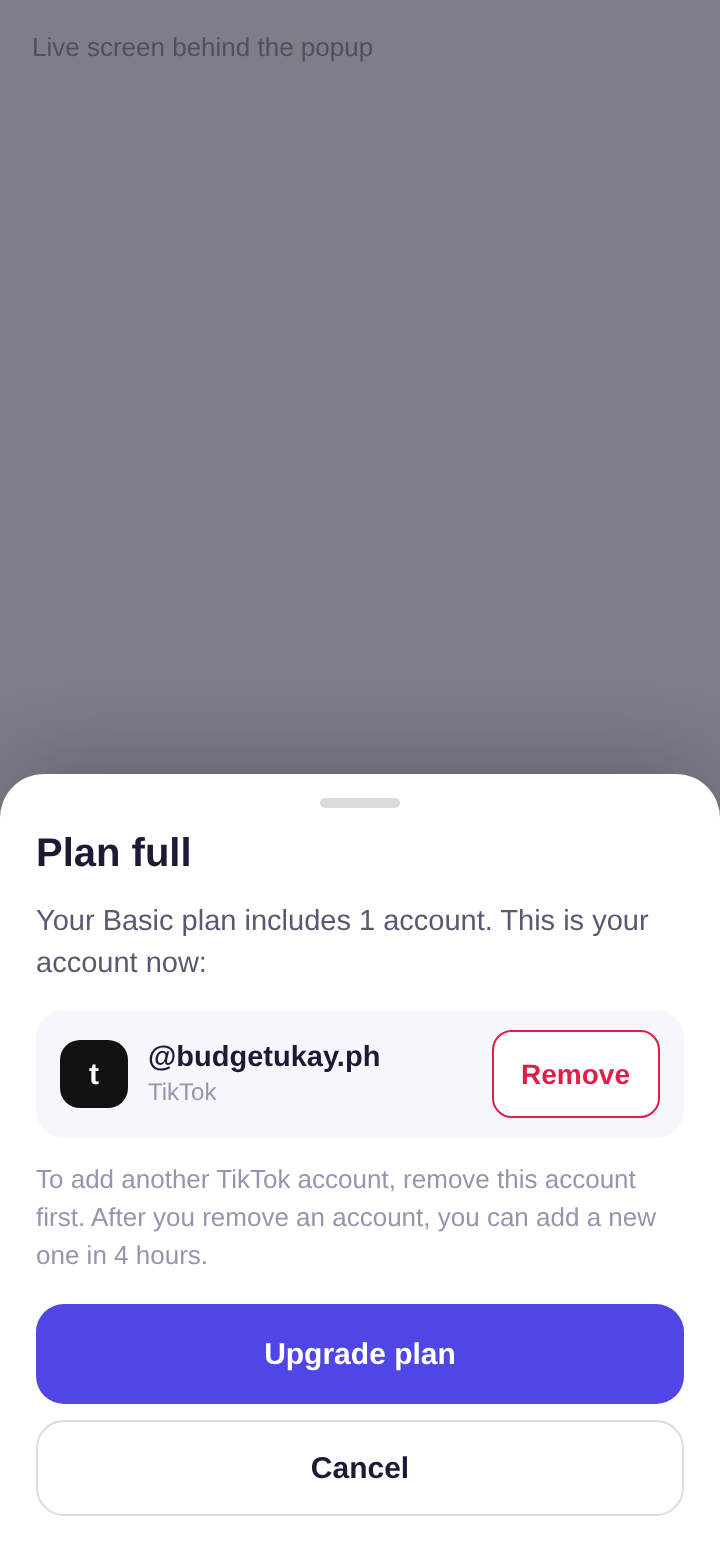 Live screen behind the popup
Plan full
Your Basic plan includes 1 account. This is your
account now:
t
@budgetukay.ph
TikTok
Remove
To add another TikTok account, remove this account
first. After you remove an account, you can add a new
one in 4 hours.
Upgrade plan
Cancel